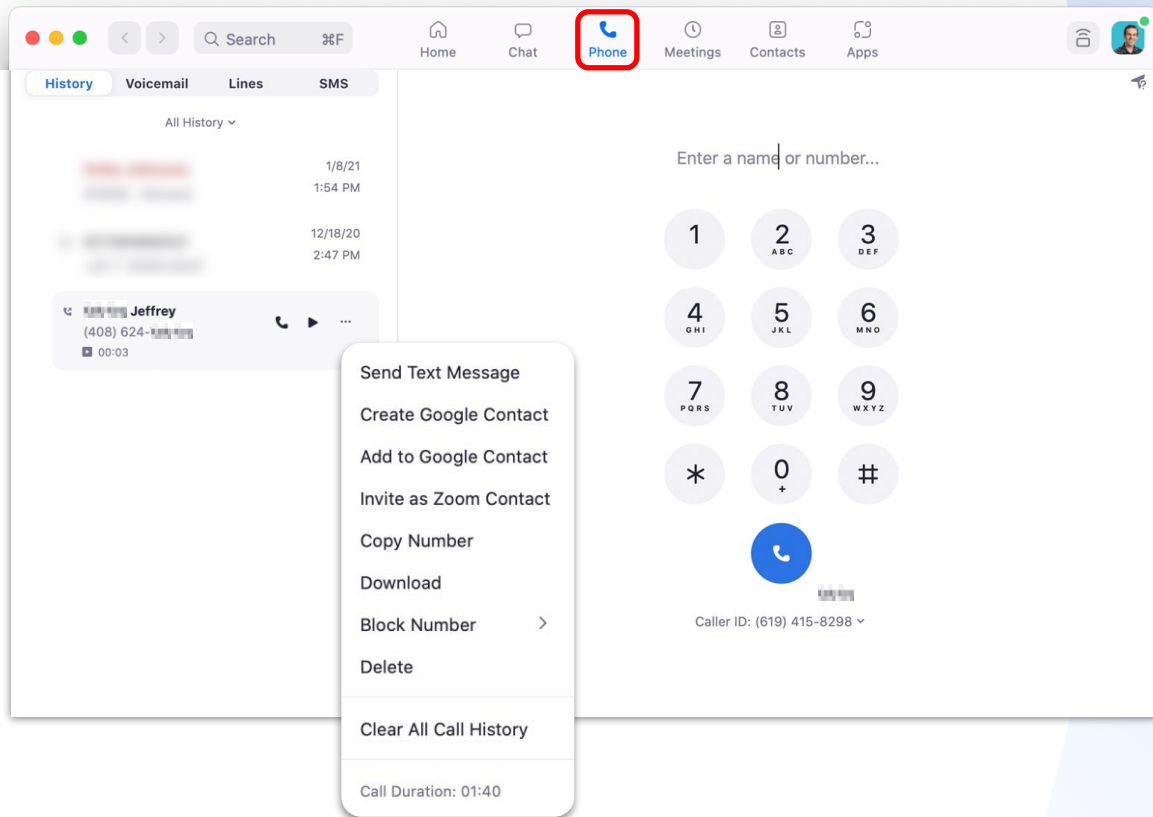 Search ⌘F
Home
Chat
Phone
Meetings
Contacts
Apps
History Voicemail Lines SMS
All History
1/8/21
1:54 PM
12/18/20
2:47 PM
Jeffrey
(408) 624-
00:03
Send Text Message
Create Google Contact
Add to Google Contact
Invite as Zoom Contact
Copy Number
Download
Block Number
Delete
Clear All Call History
Call Duration: 01:40
Enter a name or number...
1 2 3
ABC DEF
4 5 6
GHI JKL MNO
7 8 9
PQRS TUV WXYZ
* 0 #
+
Caller ID: (619) 415-8298